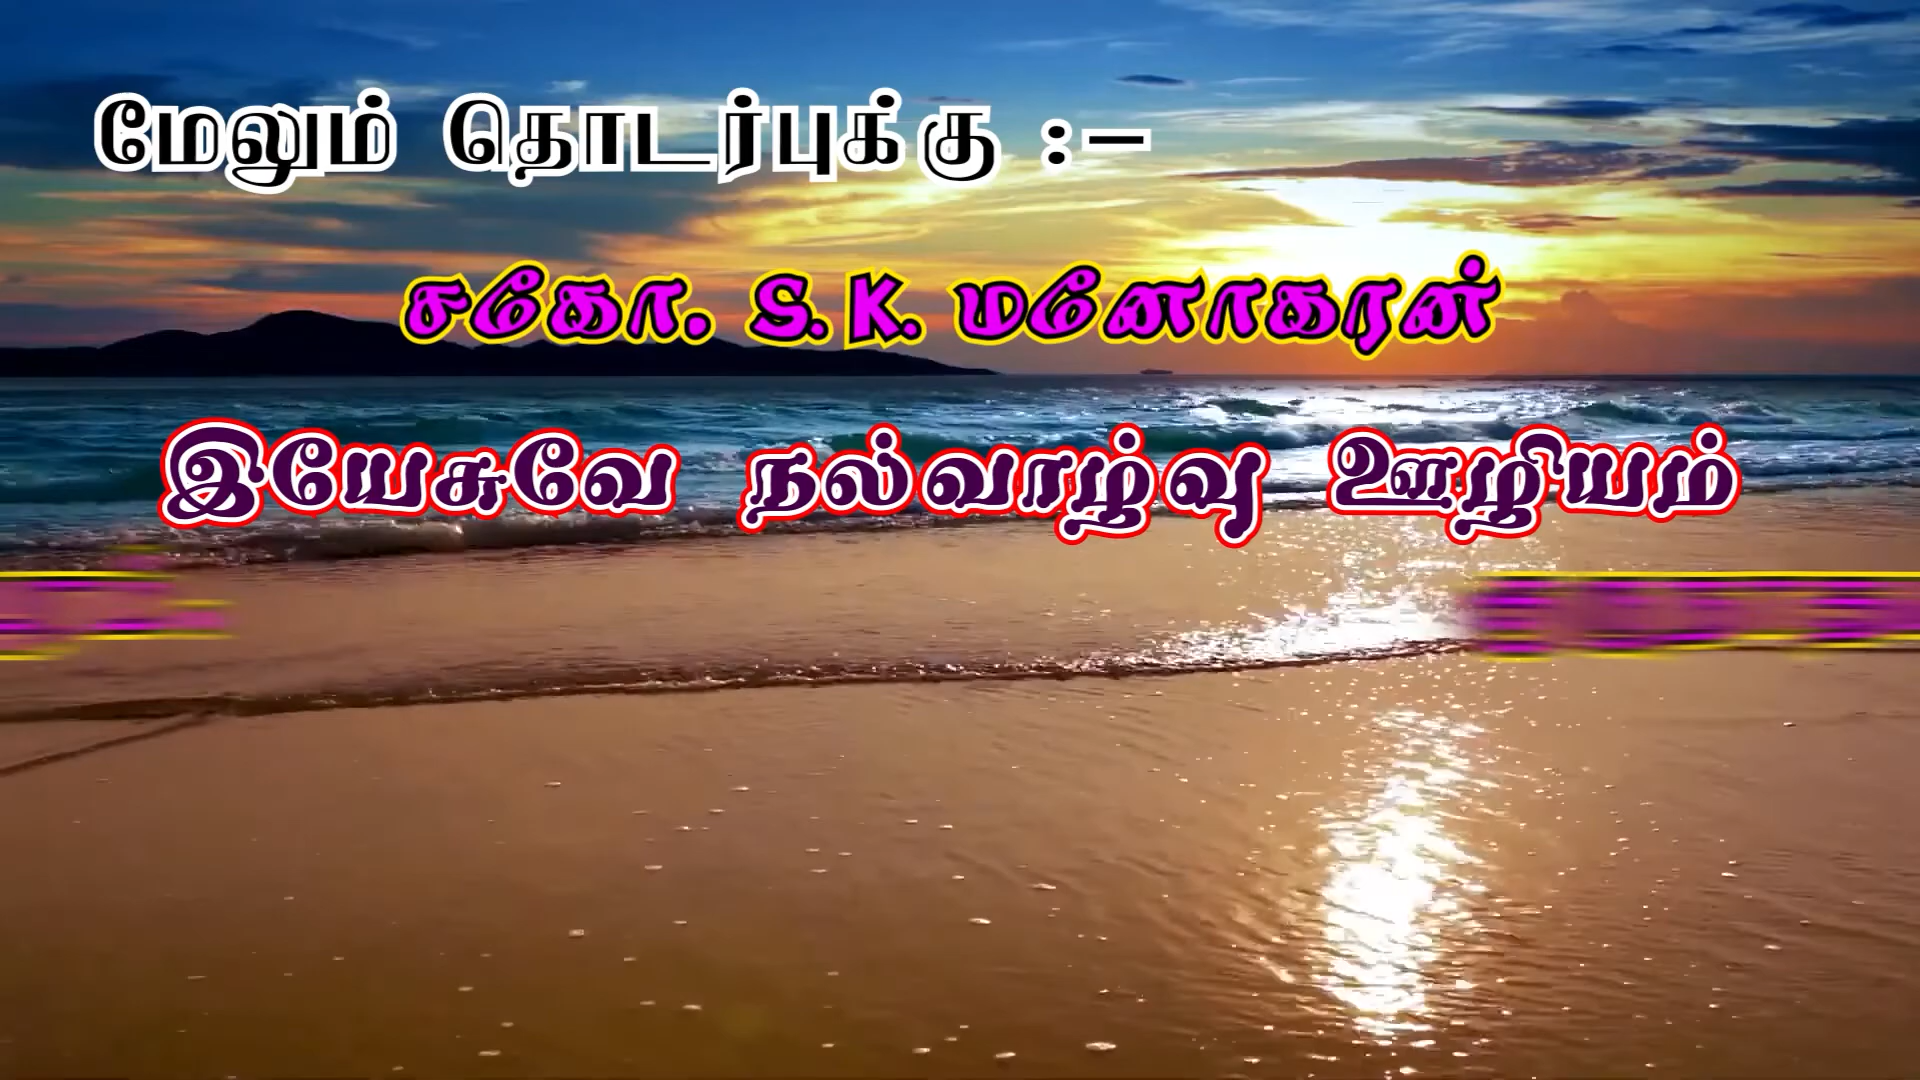 மேலும் தொடர்புக்கு :-
சகோ. S. K. மனோகரன்
இயேசுவே நல்வாழ்வு ஊழியம்